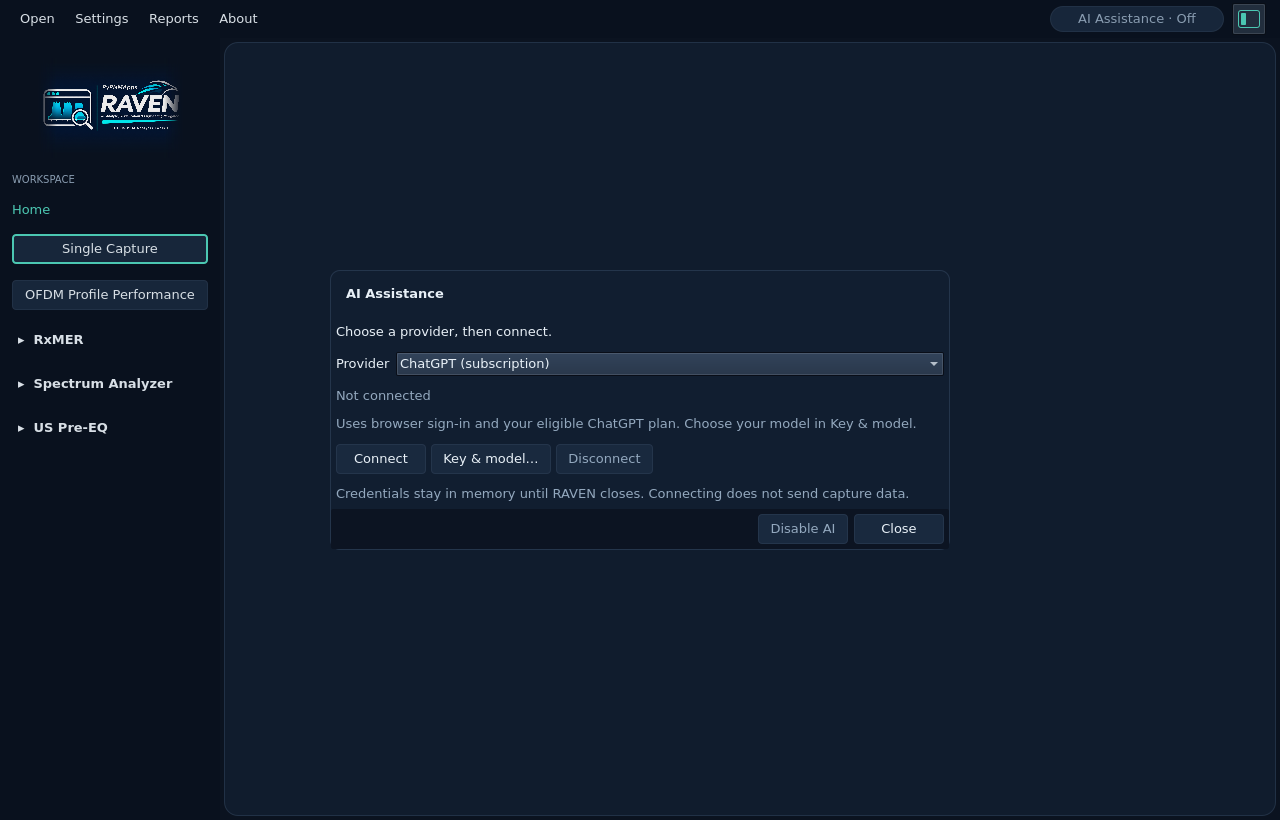 Open Settings Reports About AI Assistance · Off
PyPNMApps
RAVEN
WORKSPACE
Home
Single Capture
OFDM Profile Performance
▸ RxMER
▸ Spectrum Analyzer
▸ US Pre-EQ
AI Assistance
Choose a provider, then connect.
Provider ChatGPT (subscription)
Not connected
Uses browser sign-in and your eligible ChatGPT plan. Choose your model in Key & model.
Connect Key & model... Disconnect
Credentials stay in memory until RAVEN closes. Connecting does not send capture data.
Disable AI Close